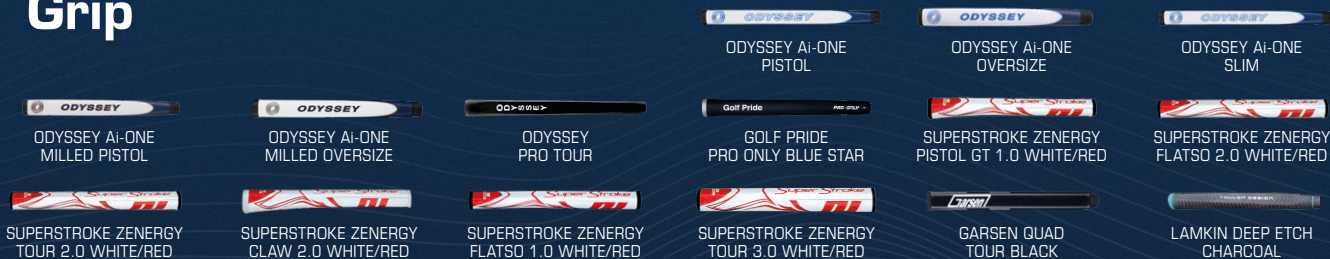 Grip
ODYSSEY
ODYSSEY
ODYSSEY
ODYSSEY Ai-ONE
PISTOL
ODYSSEY Ai-ONE
OVERSIZE
ODYSSEY Ai-ONE
SLIM
ODYSSEY
ODYSSEY
ODYSSEY
Golf Pride PRO ONLY
Super Stroke
Super Stroke
ODYSSEY Ai-ONE
MILLED PISTOL
ODYSSEY Ai-ONE
MILLED OVERSIZE
ODYSSEY
PRO TOUR
GOLF PRIDE
PRO ONLY BLUE STAR
SUPERSTROKE ZENERGY
PISTOL GT 1.0 WHITE/RED
SUPERSTROKE ZENERGY
FLATSO 2.0 WHITE/RED
Super Stroke
Super Stroke
Super Stroke
Super Stroke
Garsen
SUPERSTROKE ZENERGY
TOUR 2.0 WHITE/RED
SUPERSTROKE ZENERGY
CLAW 2.0 WHITE/RED
SUPERSTROKE ZENERGY
FLATSO 1.0 WHITE/RED
SUPERSTROKE ZENERGY
TOUR 3.0 WHITE/RED
GARSEN QUAD
TOUR BLACK
LAMKIN DEEP ETCH
CHARCOAL